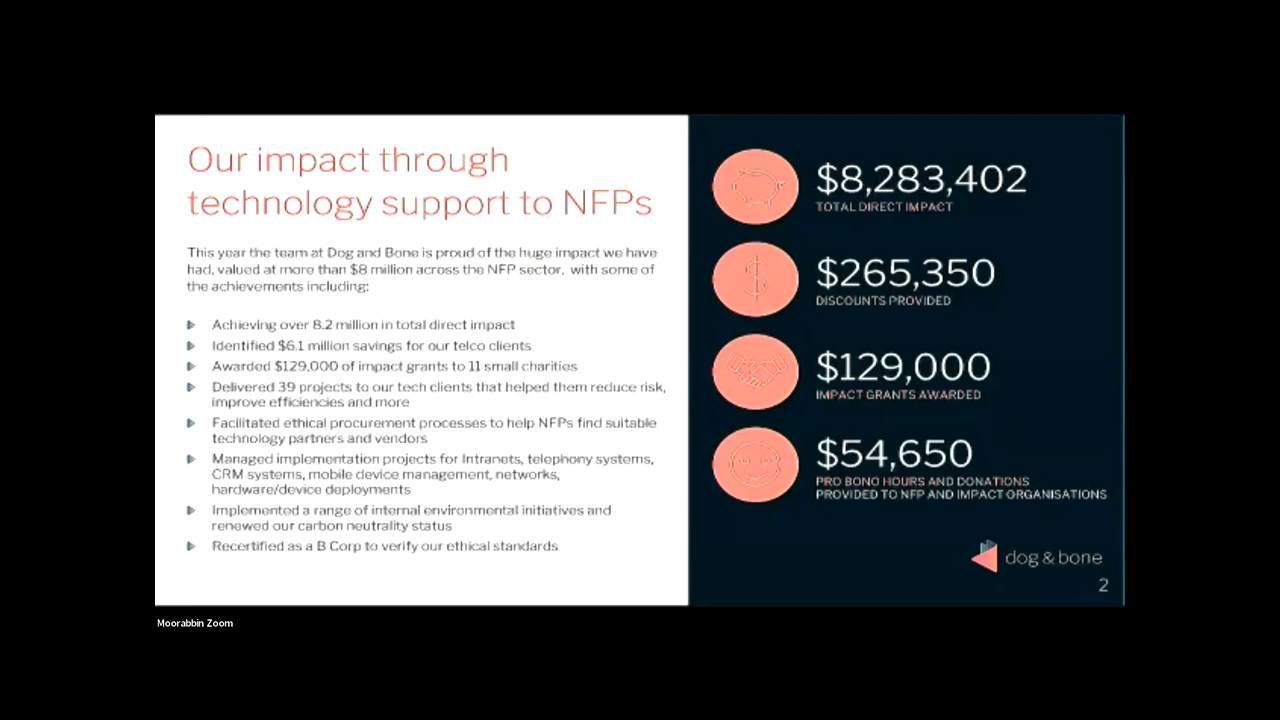 Our impact through
technology support to NFPs
This year the team at Dog and Bone is proud of the huge impact we have
had, valued at more than $8 million across the NFP sector, with some of
the achievements including:
Achieving over 8.2 million in total direct impact
Identified $6.1 million savings for our telco clients
Awarded $129,000 of impact grants to 11 small charities
Delivered 39 projects to our tech clients that helped them reduce risk,
improve efficiencies and more
Facilitated ethical procurement processes to help NFPs find suitable
technology partners and vendors
Managed implementation projects for Intranets, telephony systems,
CRM systems, mobile device management, networks,
hardware/device deployments
Implemented a range of internal environmental initiatives and
renewed our carbon neutrality status
Recertified as a B Corp to verify our ethical standards
$8,283,402
TOTAL DIRECT IMPACT
$265,350
DISCOUNTS PROVIDED
$129,000
IMPACT GRANTS AWARDED
$54,650
PRO BONO HOURS AND DONATIONS
PROVIDED TO NFP AND IMPACT ORGANISATIONS
dog & bone
2
Moorabbin Zoom